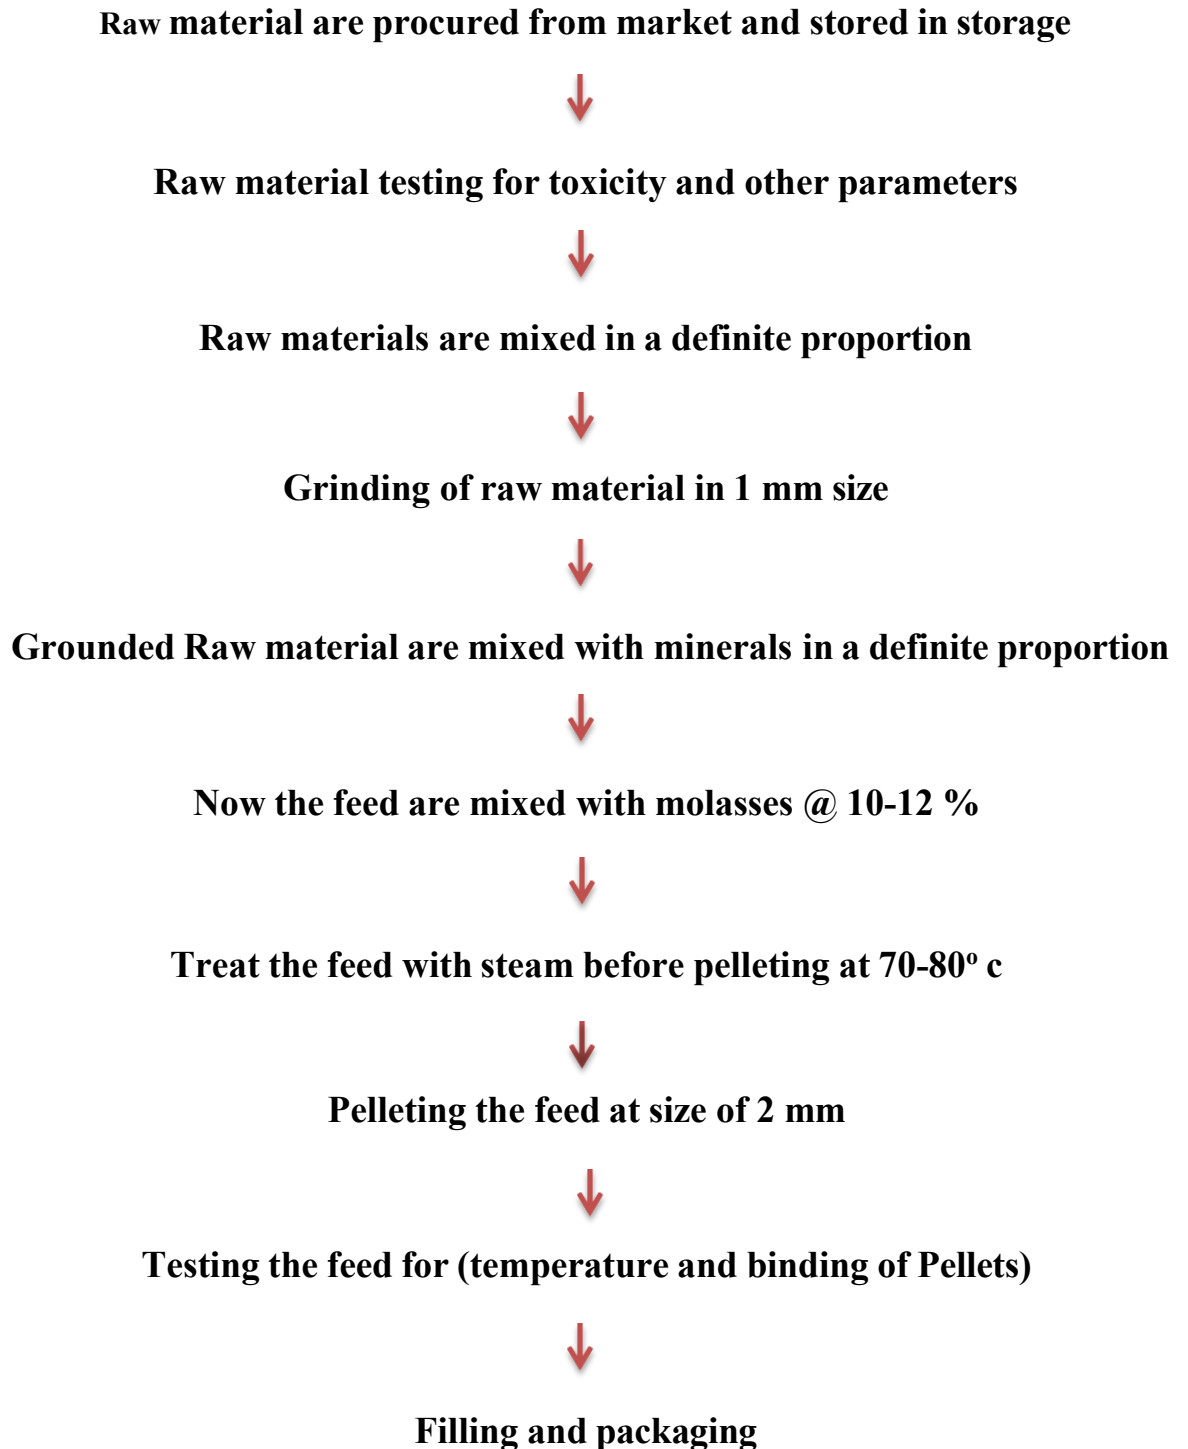 Raw material are procured from market and stored in storage
Raw material testing for toxicity and other parameters
Raw materials are mixed in a definite proportion
Grinding of raw material in 1 mm size
Grounded Raw material are mixed with minerals in a definite proportion
Now the feed are mixed with molasses @ 10-12 %
Treat the feed with steam before pelleting at 70-80º c
Pelleting the feed at size of 2 mm
Testing the feed for (temperature and binding of Pellets)
Filling and packaging